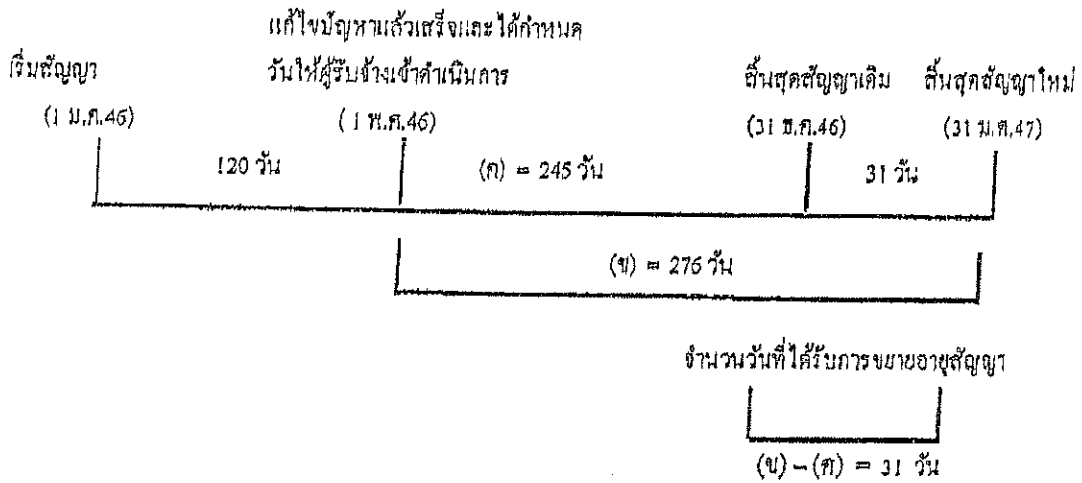 แก้ไขปัญหาแล้วเสร็จและได้กำหนด
เริ่มสัญญา
วันให้ผู้รับจ้างเข้าดำเนินการ
สิ้นสุดสัญญาเดิม
สิ้นสุดสัญญาใหม่
(1 ม.ค.46)
(1 พ.ค.46)
(31 ธ.ค.46)
(31 ม.ค.47)
120 วัน
(ค) = 245 วัน
31 วัน
(ข) = 276 วัน
จำนวนวันที่ได้รับการขยายอายุสัญญา
(ข) – (ค) = 31 วัน